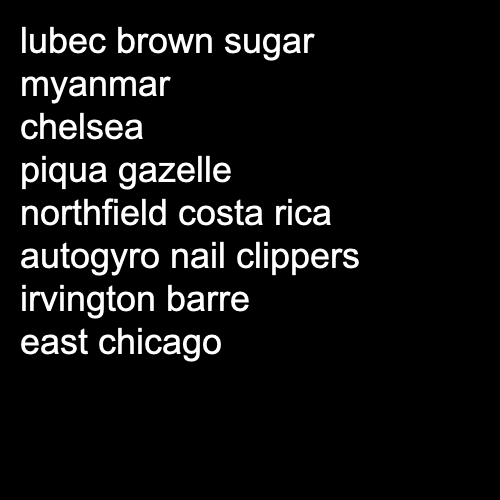 lubec brown sugar
myanmar
chelsea
piqua gazelle
northfield costa rica
autogyro nail clippers
irvington barre
east chicago